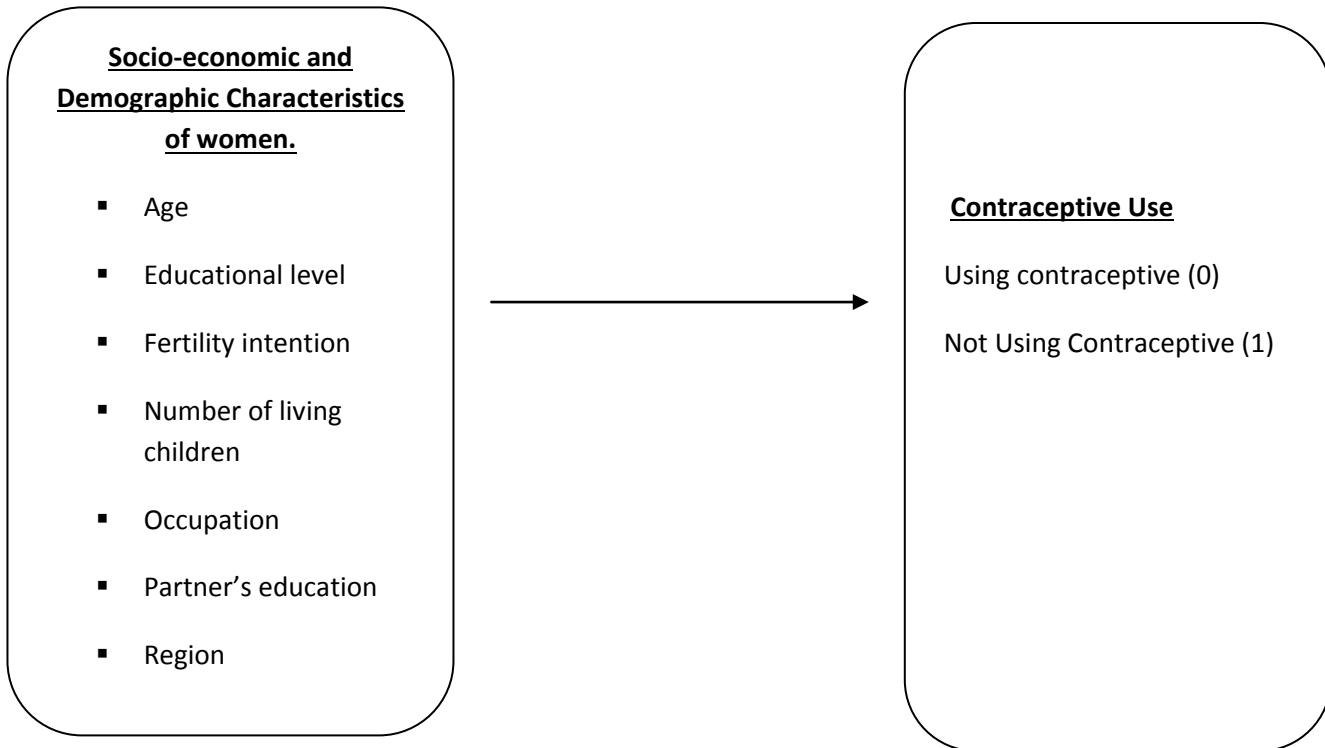 Socio-economic and
Demographic Characteristics
of women.
▪ Age
▪ Educational level
▪ Fertility intention
▪ Number of living
children
▪ Occupation
▪ Partner’s education
▪ Region
Contraceptive Use
Using contraceptive (0)
Not Using Contraceptive (1)